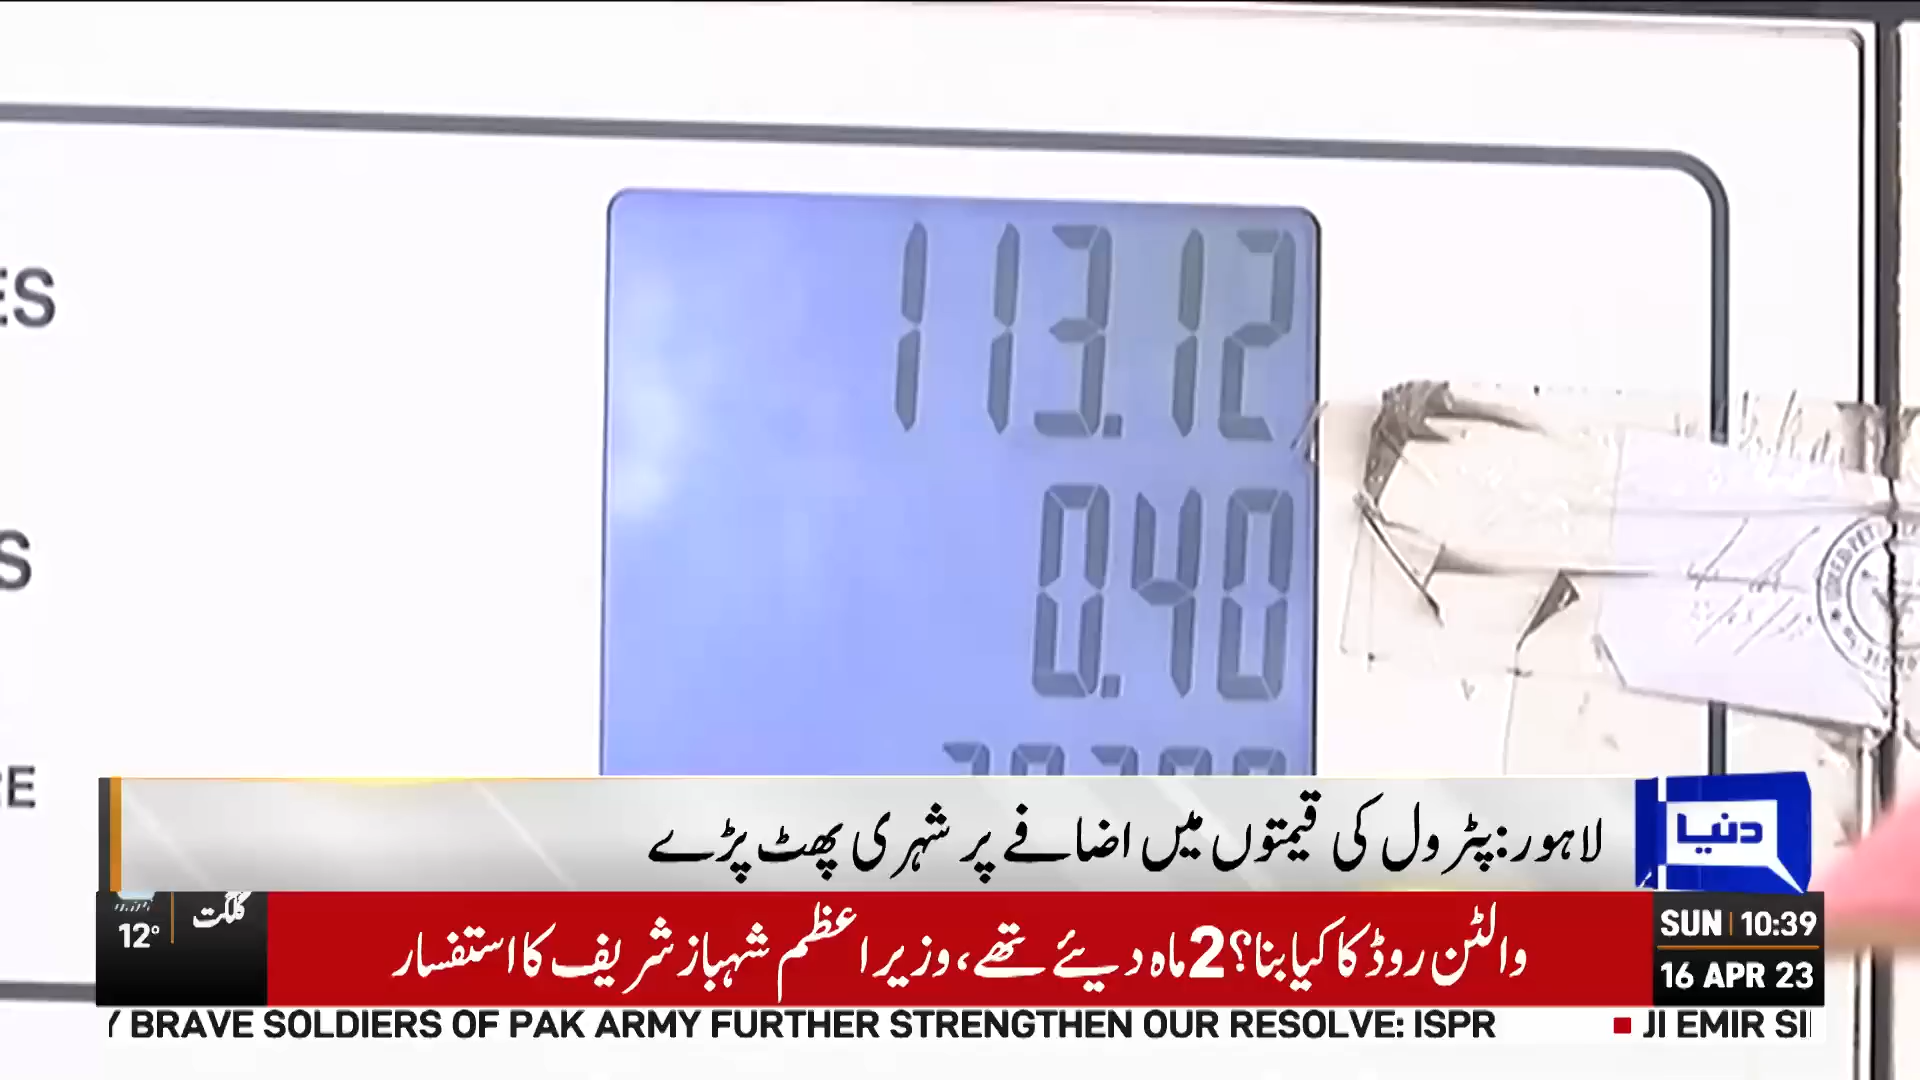 113.12
0.40
لاہور: پٹرول کی قیمتوں میں اضافے پر شہری پھٹ پڑے
دنیا
گلگت
12°
والٹن روڈ کا کیا بنا؟ 2 ماہ دیئے تھے، وزیراعظم شہباز شریف کا استفسار
SUN 10:39
16 APR 23
BRAVE SOLDIERS OF PAK ARMY FURTHER STRENGTHEN OUR RESOLVE: ISPR
JI EMIR